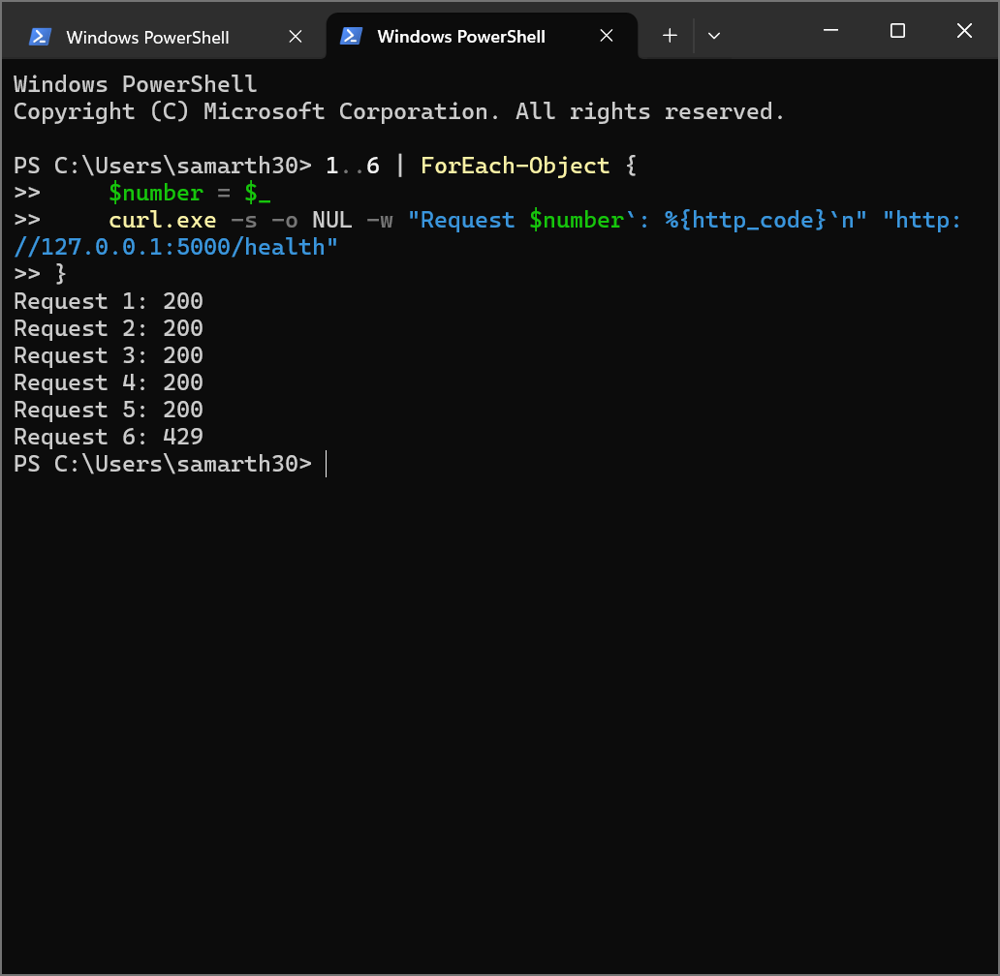 Windows PowerShell
Windows PowerShell
Windows PowerShell
Copyright (C) Microsoft Corporation. All rights reserved.
PS C:\Users\samarth30> 1..6 | ForEach-Object {
>>     $number = $_
>>     curl.exe -s -o NUL -w "Request $number`: %{http_code}`n" "http:
//127.0.0.1:5000/health"
>> }
Request 1: 200
Request 2: 200
Request 3: 200
Request 4: 200
Request 5: 200
Request 6: 429
PS C:\Users\samarth30>